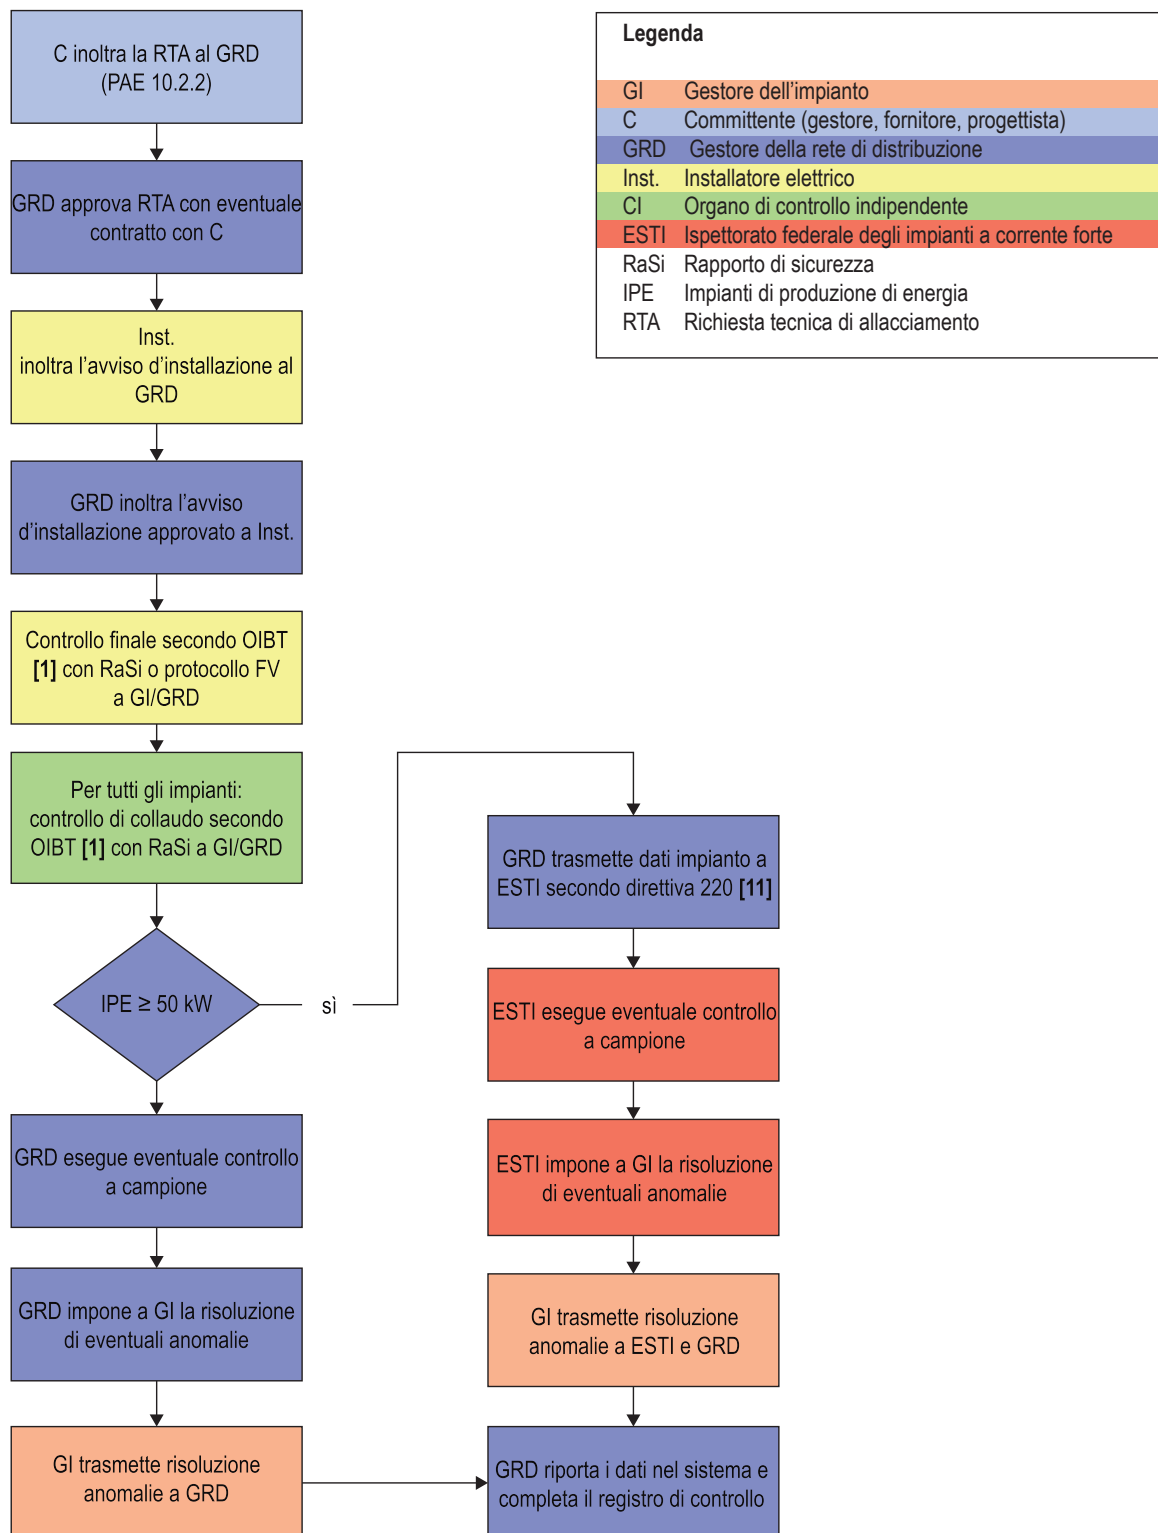 C inoltra la RTA al GRD
(PAE 10.2.2)
GRD approva RTA con eventuale
contratto con C
Inst.
inoltra l'avviso d'installazione al
GRD
GRD inoltra l'avviso
d'installazione approvato a Inst.
Controllo finale secondo OIBT
[1] con RaSi o protocollo FV
a GI/GRD
Per tutti gli impianti:
controllo di collaudo secondo
OIBT [1] con RaSi a GI/GRD
IPE ≥ 50 kW
sì
GRD esegue eventuale controllo
a campione
GRD impone a GI la risoluzione
di eventuali anomalie
GI trasmette risoluzione
anomalie a GRD
GRD trasmette dati impianto a
ESTI secondo direttiva 220 [11]
ESTI esegue eventuale controllo
a campione
ESTI impone a GI la risoluzione
di eventuali anomalie
GI trasmette risoluzione
anomalie a ESTI e GRD
GRD riporta i dati nel sistema e
completa il registro di controllo
Legenda
GI Gestore dell'impianto
C Committente (gestore, fornitore, progettista)
GRD Gestore della rete di distribuzione
Inst. Installatore elettrico
CI Organo di controllo indipendente
ESTI Ispettorato federale degli impianti a corrente forte
RaSi Rapporto di sicurezza
IPE Impianti di produzione di energia
RTA Richiesta tecnica di allacciamento